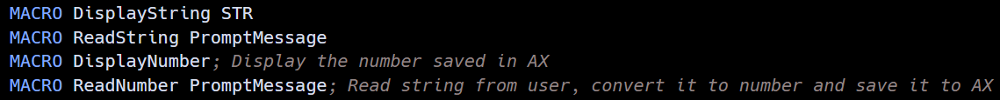 MACRO DisplayString STR
MACRO ReadString PromptMessage
MACRO DisplayNumber; Display the number saved in AX
MACRO ReadNumber PromptMessage; Read string from user, convert it to number and save it to AX